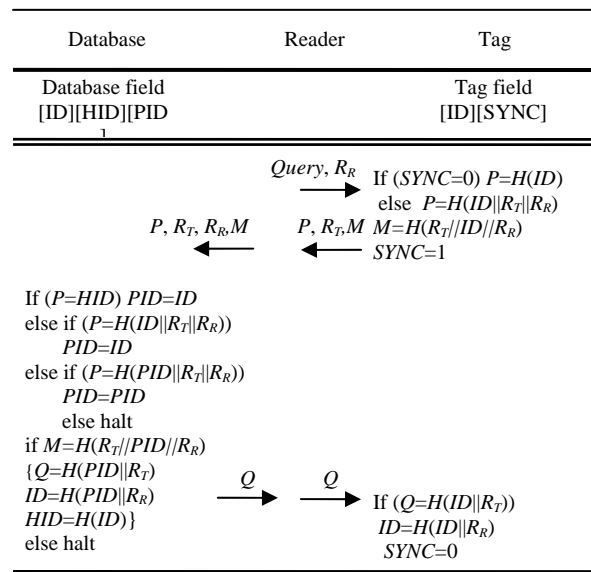 Database Reader Tag
Database field
[ID][HID][PID
]
Tag field
[ID][SYNC]
Query, R_R
If (SYNC=0) P=H(ID)
else P=H(ID||R_T||R_R)
P, R_T, R_R,M
P, R_T,M
M=H(R_T//ID//R_R)
SYNC=1
If (P=HID) PID=ID
else if (P=H(ID||R_T||R_R))
PID=ID
else if (P=H(PID||R_T||R_R))
PID=PID
else halt
if M=H(R_T//PID//R_R)
{Q=H(PID||R_T)
ID=H(PID||R_R)
HID=H(ID)}
else halt
Q
Q
If (Q=H(ID||R_T))
ID=H(ID||R_R)
SYNC=0